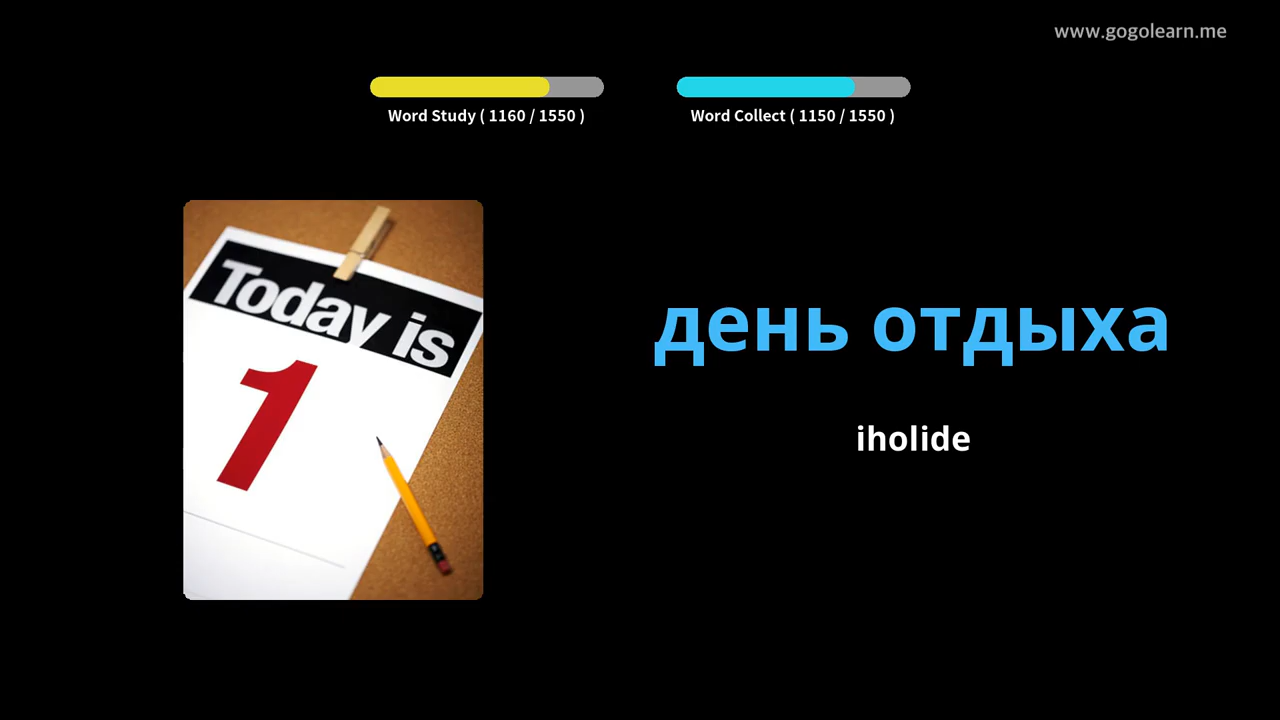 www.gogolearn.me
Word Study ( 1160 / 1550 )
Word Collect ( 1150 / 1550 )
Today is
1
день отдыха
iholide